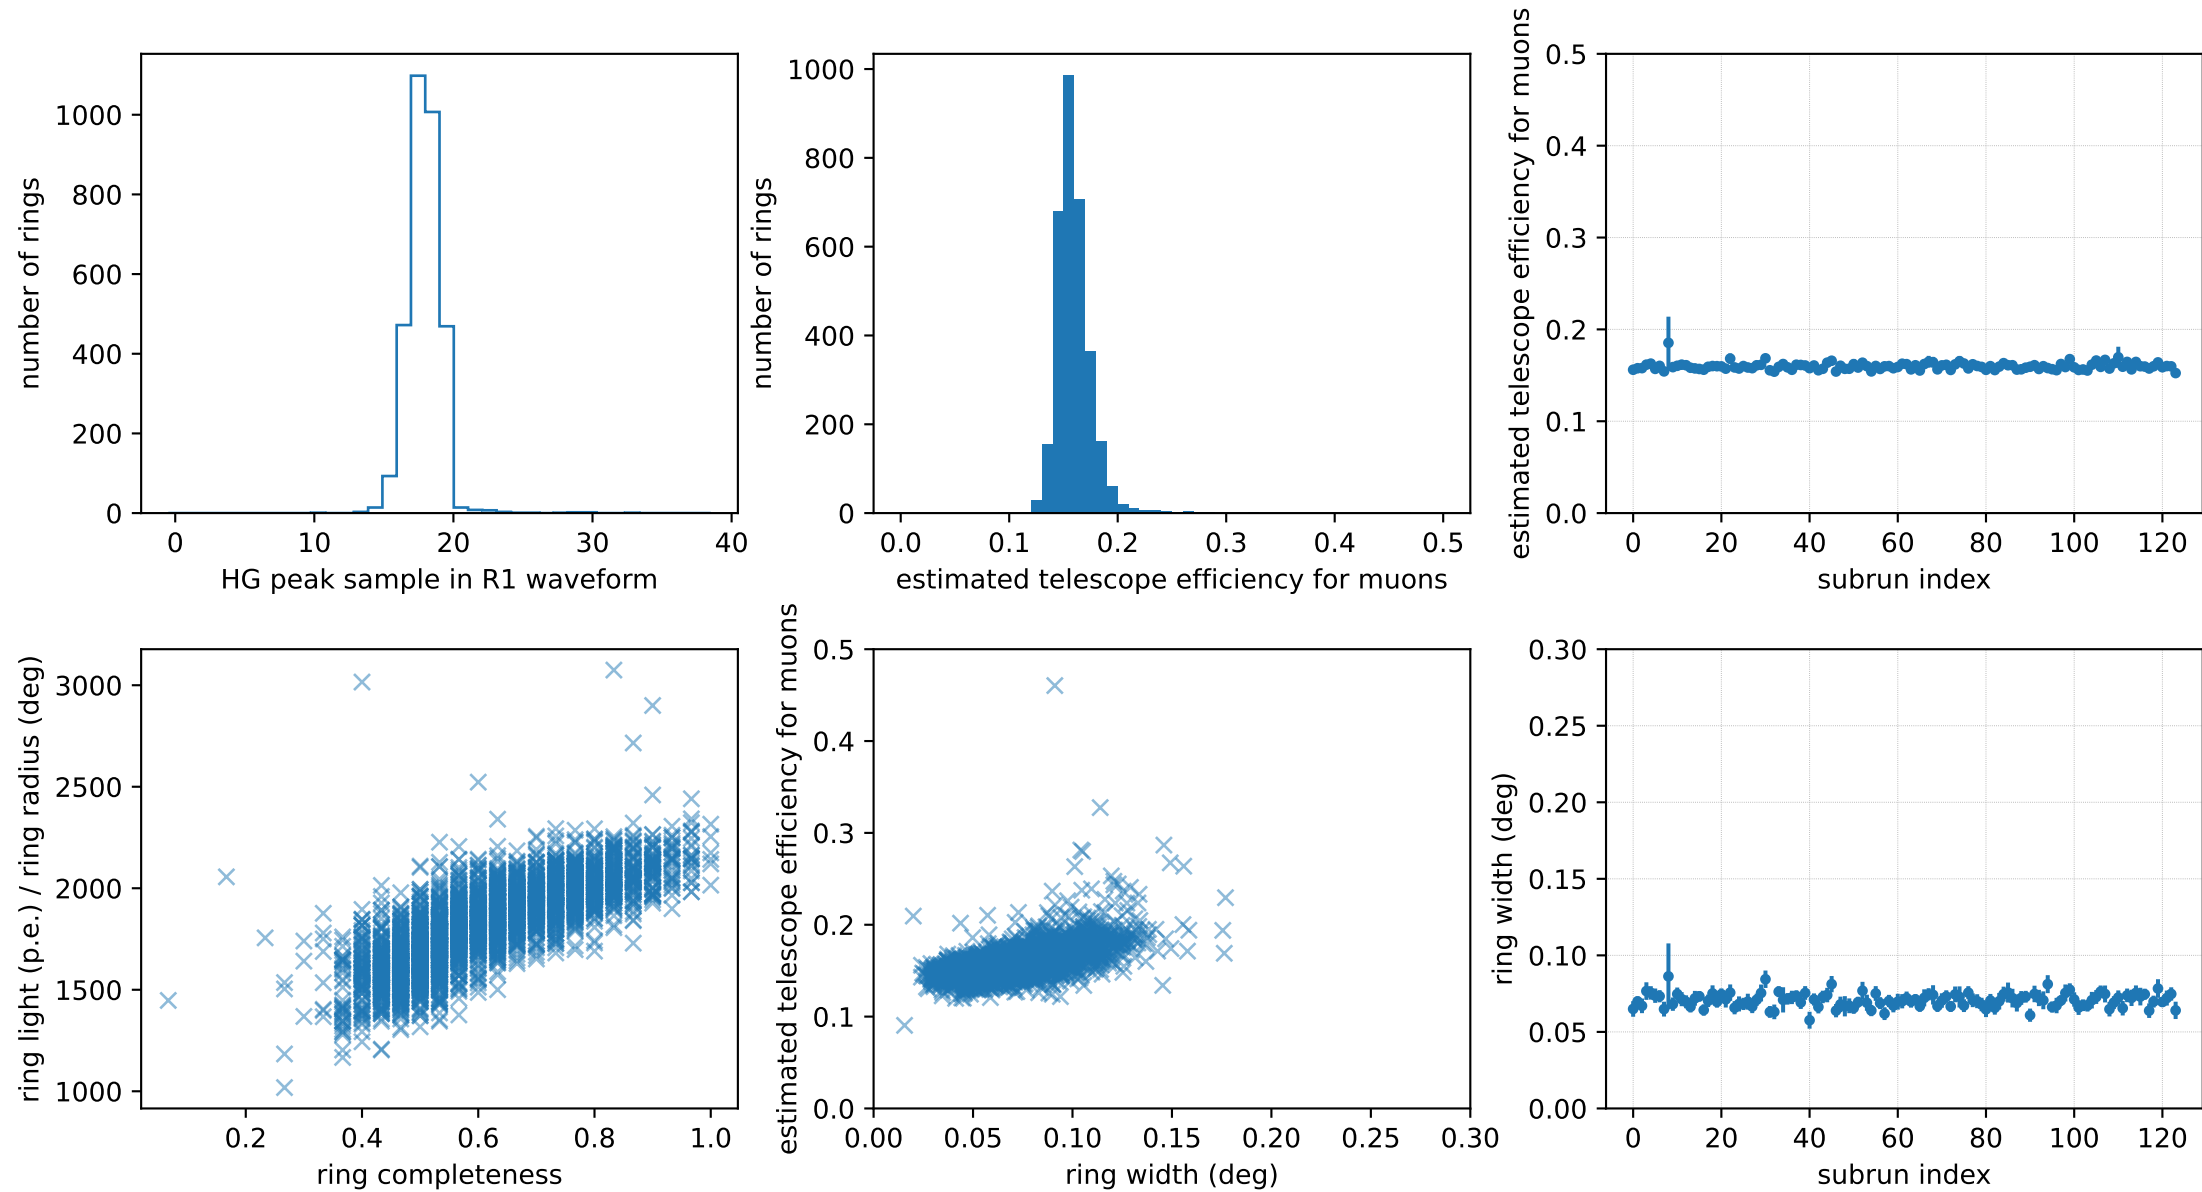 number of rings
1000
800
600
400
200
0
0 10 20 30 40
HG peak sample in R1 waveform
number of rings
1000
800
600
400
200
0
0.0 0.1 0.2 0.3 0.4 0.5
estimated telescope efficiency for muons
estimated telescope efficiency for muons
0.5
0.4
0.3
0.2
0.1
0.0
0 20 40 60 80 100 120
subrun index
ring light (p.e.) / ring radius (deg)
3000
2500
2000
1500
1000
0.2 0.4 0.6 0.8 1.0
ring completeness
estimated telescope efficiency for muons
0.5
0.4
0.3
0.2
0.1
0.0
0.00 0.05 0.10 0.15 0.20 0.25 0.30
ring width (deg)
ring width (deg)
0.30
0.25
0.20
0.15
0.10
0.05
0.00
0 20 40 60 80 100 120
subrun index